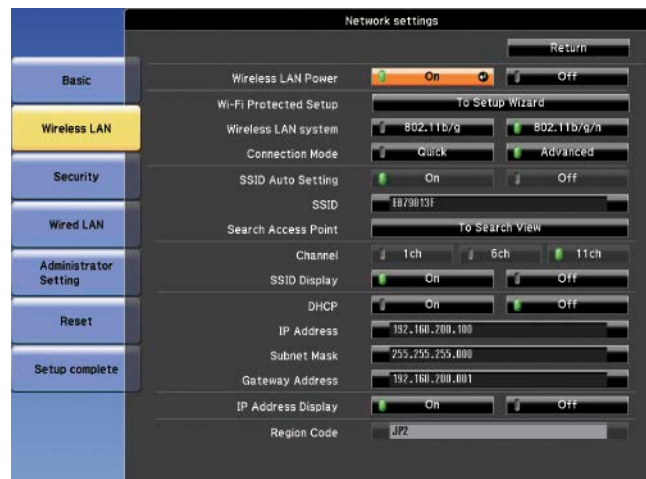 Network settings
Return
Basic
Wireless LAN Power On Off
Wi-Fi Protected Setup To Setup Wizard
Wireless LAN
Wireless LAN system 802.11b/g 802.11b/g/n
Connection Mode Quick Advanced
Security
SSID Auto Setting On Off
SSID EB79013F
Wired LAN
Search Access Point To Search View
Channel 1ch 6ch 11ch
Administrator
Setting
SSID Display On Off
DHCP On Off
Reset
IP Address 192.168.200.100
Subnet Mask 255.255.255.000
Setup complete
Gateway Address 192.168.200.001
IP Address Display On Off
Region Code JP2